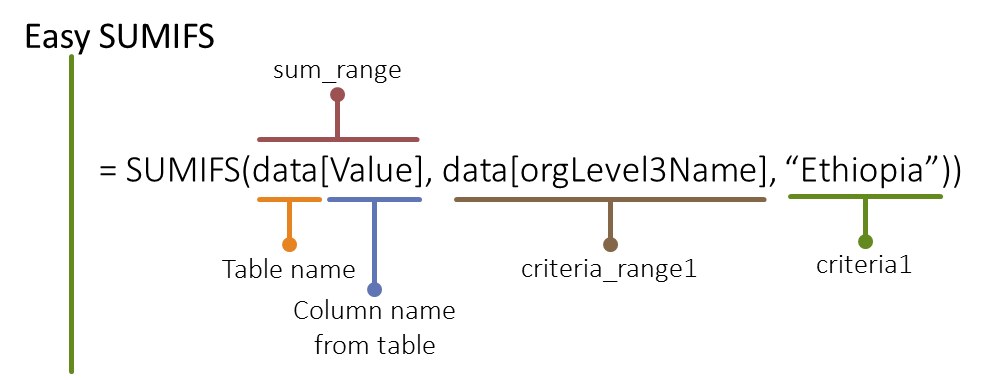 Easy SUMIFS
sum_range
= SUMIFS(data[Value], data[orgLevel3Name], “Ethiopia”))
Table name
criteria_range1
criteria1
Column name
from table